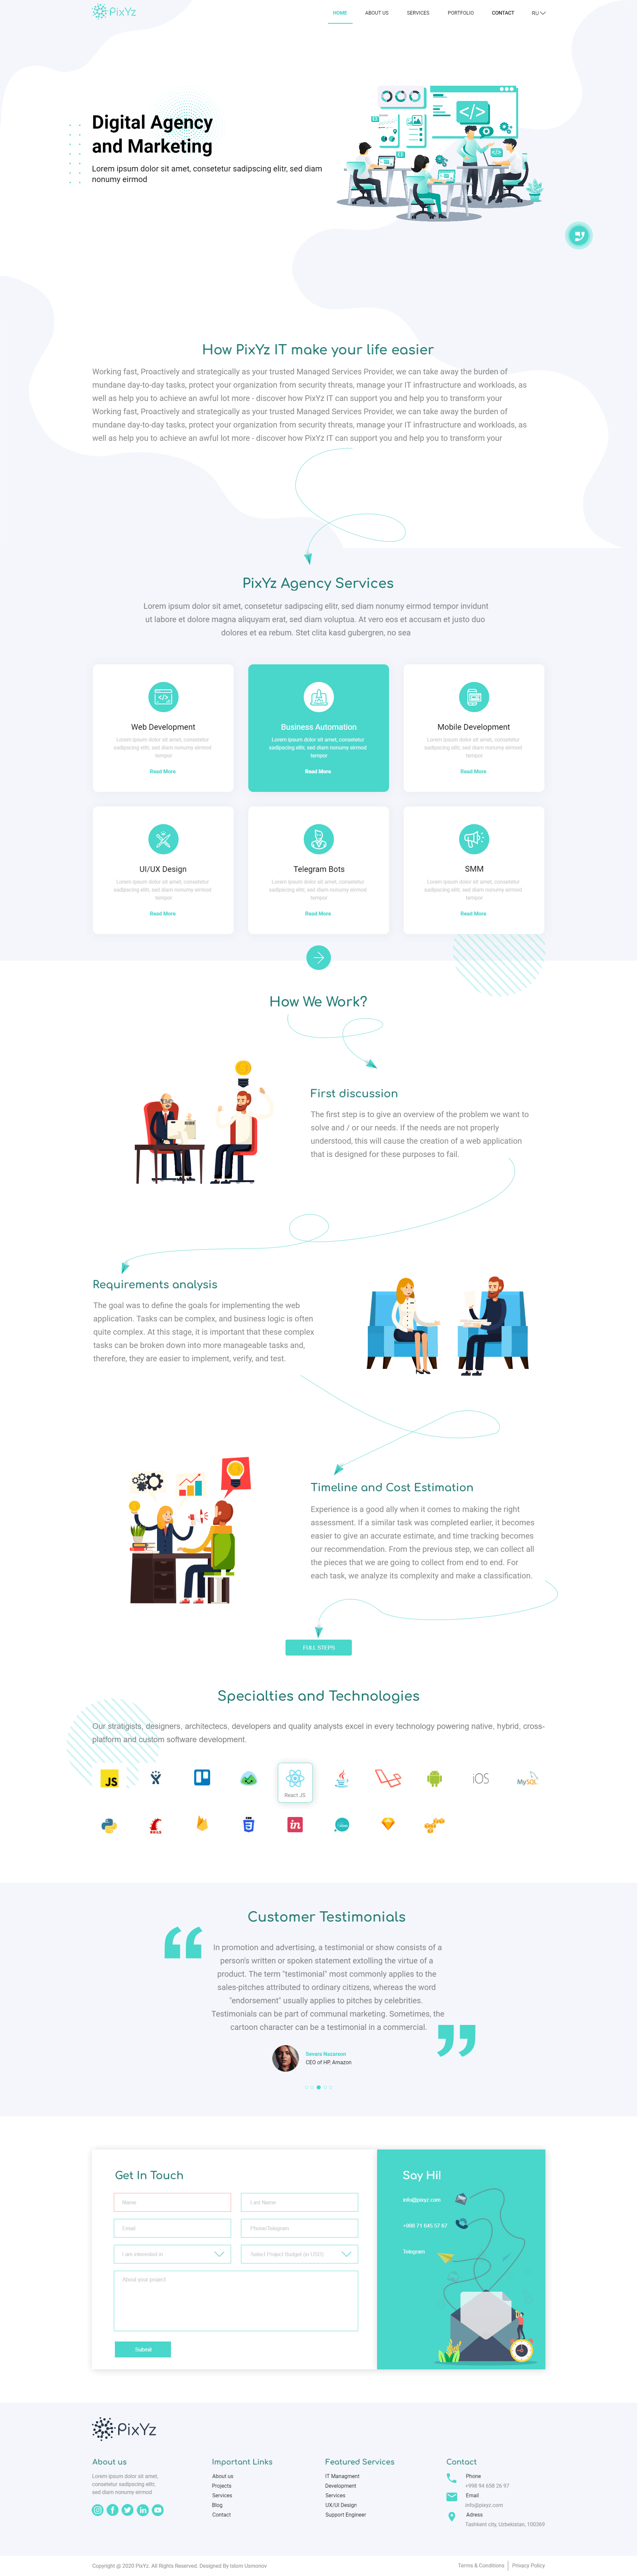 PixYz
HOME
ABOUT US
SERVICES
PORTFOLIO
CONTACT
RU
Digital Agency
and Marketing
Lorem ipsum dolor sit amet, consetetur sadipscing elitr, sed diam
nonumy eirmod
How PixYz IT make your life easier
Working fast, Proactively and strategically as your trusted Managed Services Provider, we can take away the burden of
mundane day-to-day tasks, protect your organization from security threats, manage your IT infrastructure and workloads, as
well as help you to achieve an awful lot more - discover how PixYz IT can support you and help you to transform your
Working fast, Proactively and strategically as your trusted Managed Services Provider, we can take away the burden of
mundane day-to-day tasks, protect your organization from security threats, manage your IT infrastructure and workloads, as
well as help you to achieve an awful lot more - discover how PixYz IT can support you and help you to transform your
PixYz Agency Services
Lorem ipsum dolor sit amet, consetetur sadipscing elitr, sed diam nonumy eirmod tempor invidunt
ut labore et dolore magna aliquyam erat, sed diam voluptua. At vero eos et accusam et justo duo
dolores et ea rebum. Stet clita kasd gubergren, no sea
Web Development
Lorem ipsum dolor sit amet, consetetur
sadipscing elitr, sed diam nonumy eirmod
tempor
Read More
Business Automation
Lorem ipsum dolor sit amet, consetetur
sadipscing elitr, sed diam nonumy eirmod
tempor
Read More
Mobile Development
Lorem ipsum dolor sit amet, consetetur
sadipscing elitr, sed diam nonumy eirmod
tempor
Read More
UI/UX Design
Lorem ipsum dolor sit amet, consetetur
sadipscing elitr, sed diam nonumy eirmod
tempor
Read More
Telegram Bots
Lorem ipsum dolor sit amet, consetetur
sadipscing elitr, sed diam nonumy eirmod
tempor
Read More
SMM
Lorem ipsum dolor sit amet, consetetur
sadipscing elitr, sed diam nonumy eirmod
tempor
Read More
How We Work?
First discussion
The first step is to give an overview of the problem we want to
solve and / or our needs. If the needs are not properly
understood, this will cause the creation of a web application
that is designed for these purposes to fail.
Requirements analysis
The goal was to define the goals for implementing the web
application. Tasks can be complex, and business logic is often
quite complex. At this stage, it is important that these complex
tasks can be broken down into more manageable tasks and,
therefore, they are easier to implement, verify, and test.
Timeline and Cost Estimation
Experience is a good ally when it comes to making the right
assessment. If a similar task was completed earlier, it becomes
easier to give an accurate estimate, and time tracking becomes
our recommendation. From the previous step, we can collect all
the pieces that we are going to collect from end to end. For
each task, we analyze its complexity and make a classification.
FULL STEPS
Specialties and Technologies
Our stratigists, designers, architectecs, developers and quality analysts excel in every technology powering native, hybrid, cross-
platform and custom software development.
JS
React JS
Java
iOS
MySQL
RAILS
CSS
3
in
Customer Testimonials
In promotion and advertising, a testimonial or show consists of a
person's written or spoken statement extolling the virtue of a
product. The term "testimonial" most commonly applies to the
sales-pitches attributed to ordinary citizens, whereas the word
"endorsement" usually applies to pitches by celebrities.
Testimonials can be part of communal marketing. Sometimes, the
cartoon character can be a testimonial in a commercial.
CEO of HP, Amazon
Get In Touch
Name
Last Name
Email
Phone/Telegram
I am interested in
Select Project Budget (in USD)
About your project
Submit
Say Hi!
info@pixyz.com
+998 71 645 57 67
Telegram
PixYz
About us
Lorem ipsum dolor sit amet,
consetetur sadipscing elitr,
sed diam nonumy eirmod
Important Links
About us
Projects
Services
Blog
Contact
Featured Services
IT Managment
Development
Services
UX/UI Design
Support Engineer
Contact
Phone
+998 94 658 26 97
Email
info@pixyz.com
Adress
Tashkent city, Uzbekistan, 100369
Copyright @ 2020 PixYz. All Rights Reserved. Designed By Islom Usmonov
Terms & Conditions
Privacy Policy